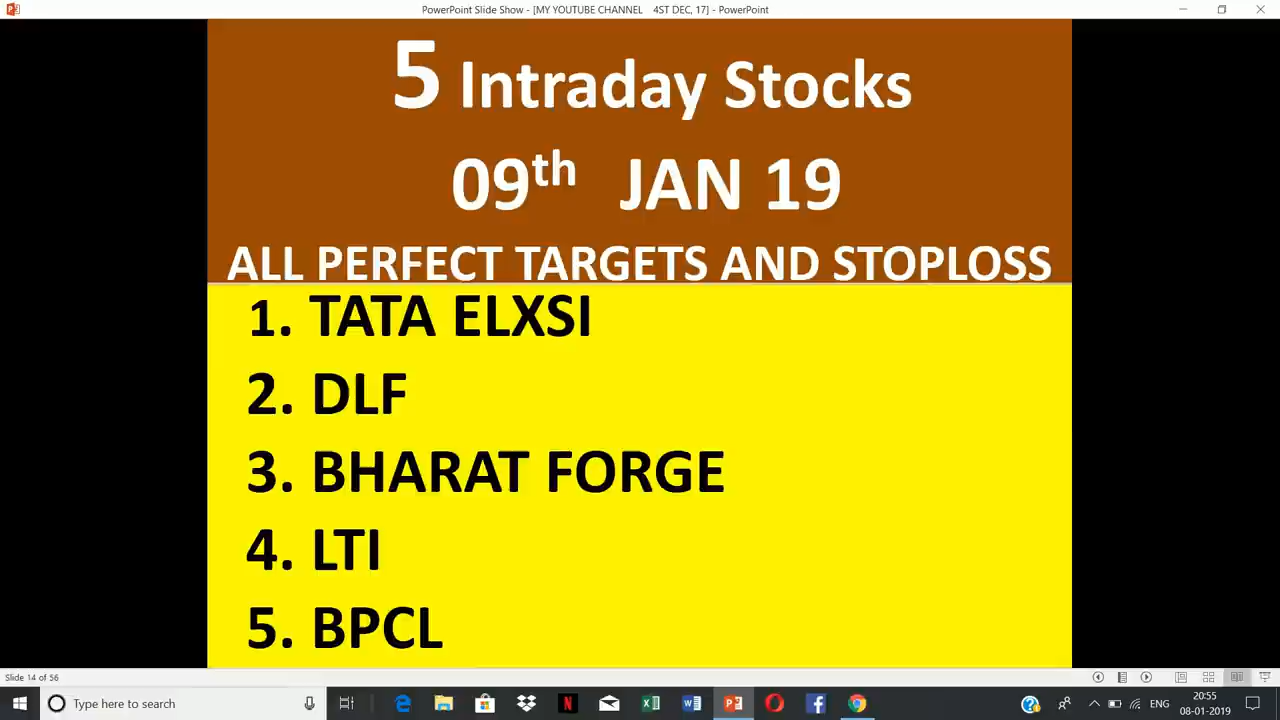 PowerPoint Slide Show - [MY YOUTUBE CHANNEL 4ST DEC, 17] - PowerPoint
5 Intraday Stocks
09th JAN 19
ALL PERFECT TARGETS AND STOPLOSS
1. TATA ELXSI
2. DLF
3. BHARAT FORGE
4. LTI
5. BPCL
Slide 14 of 56
Type here to search
ENG
20:55
08-01-2019